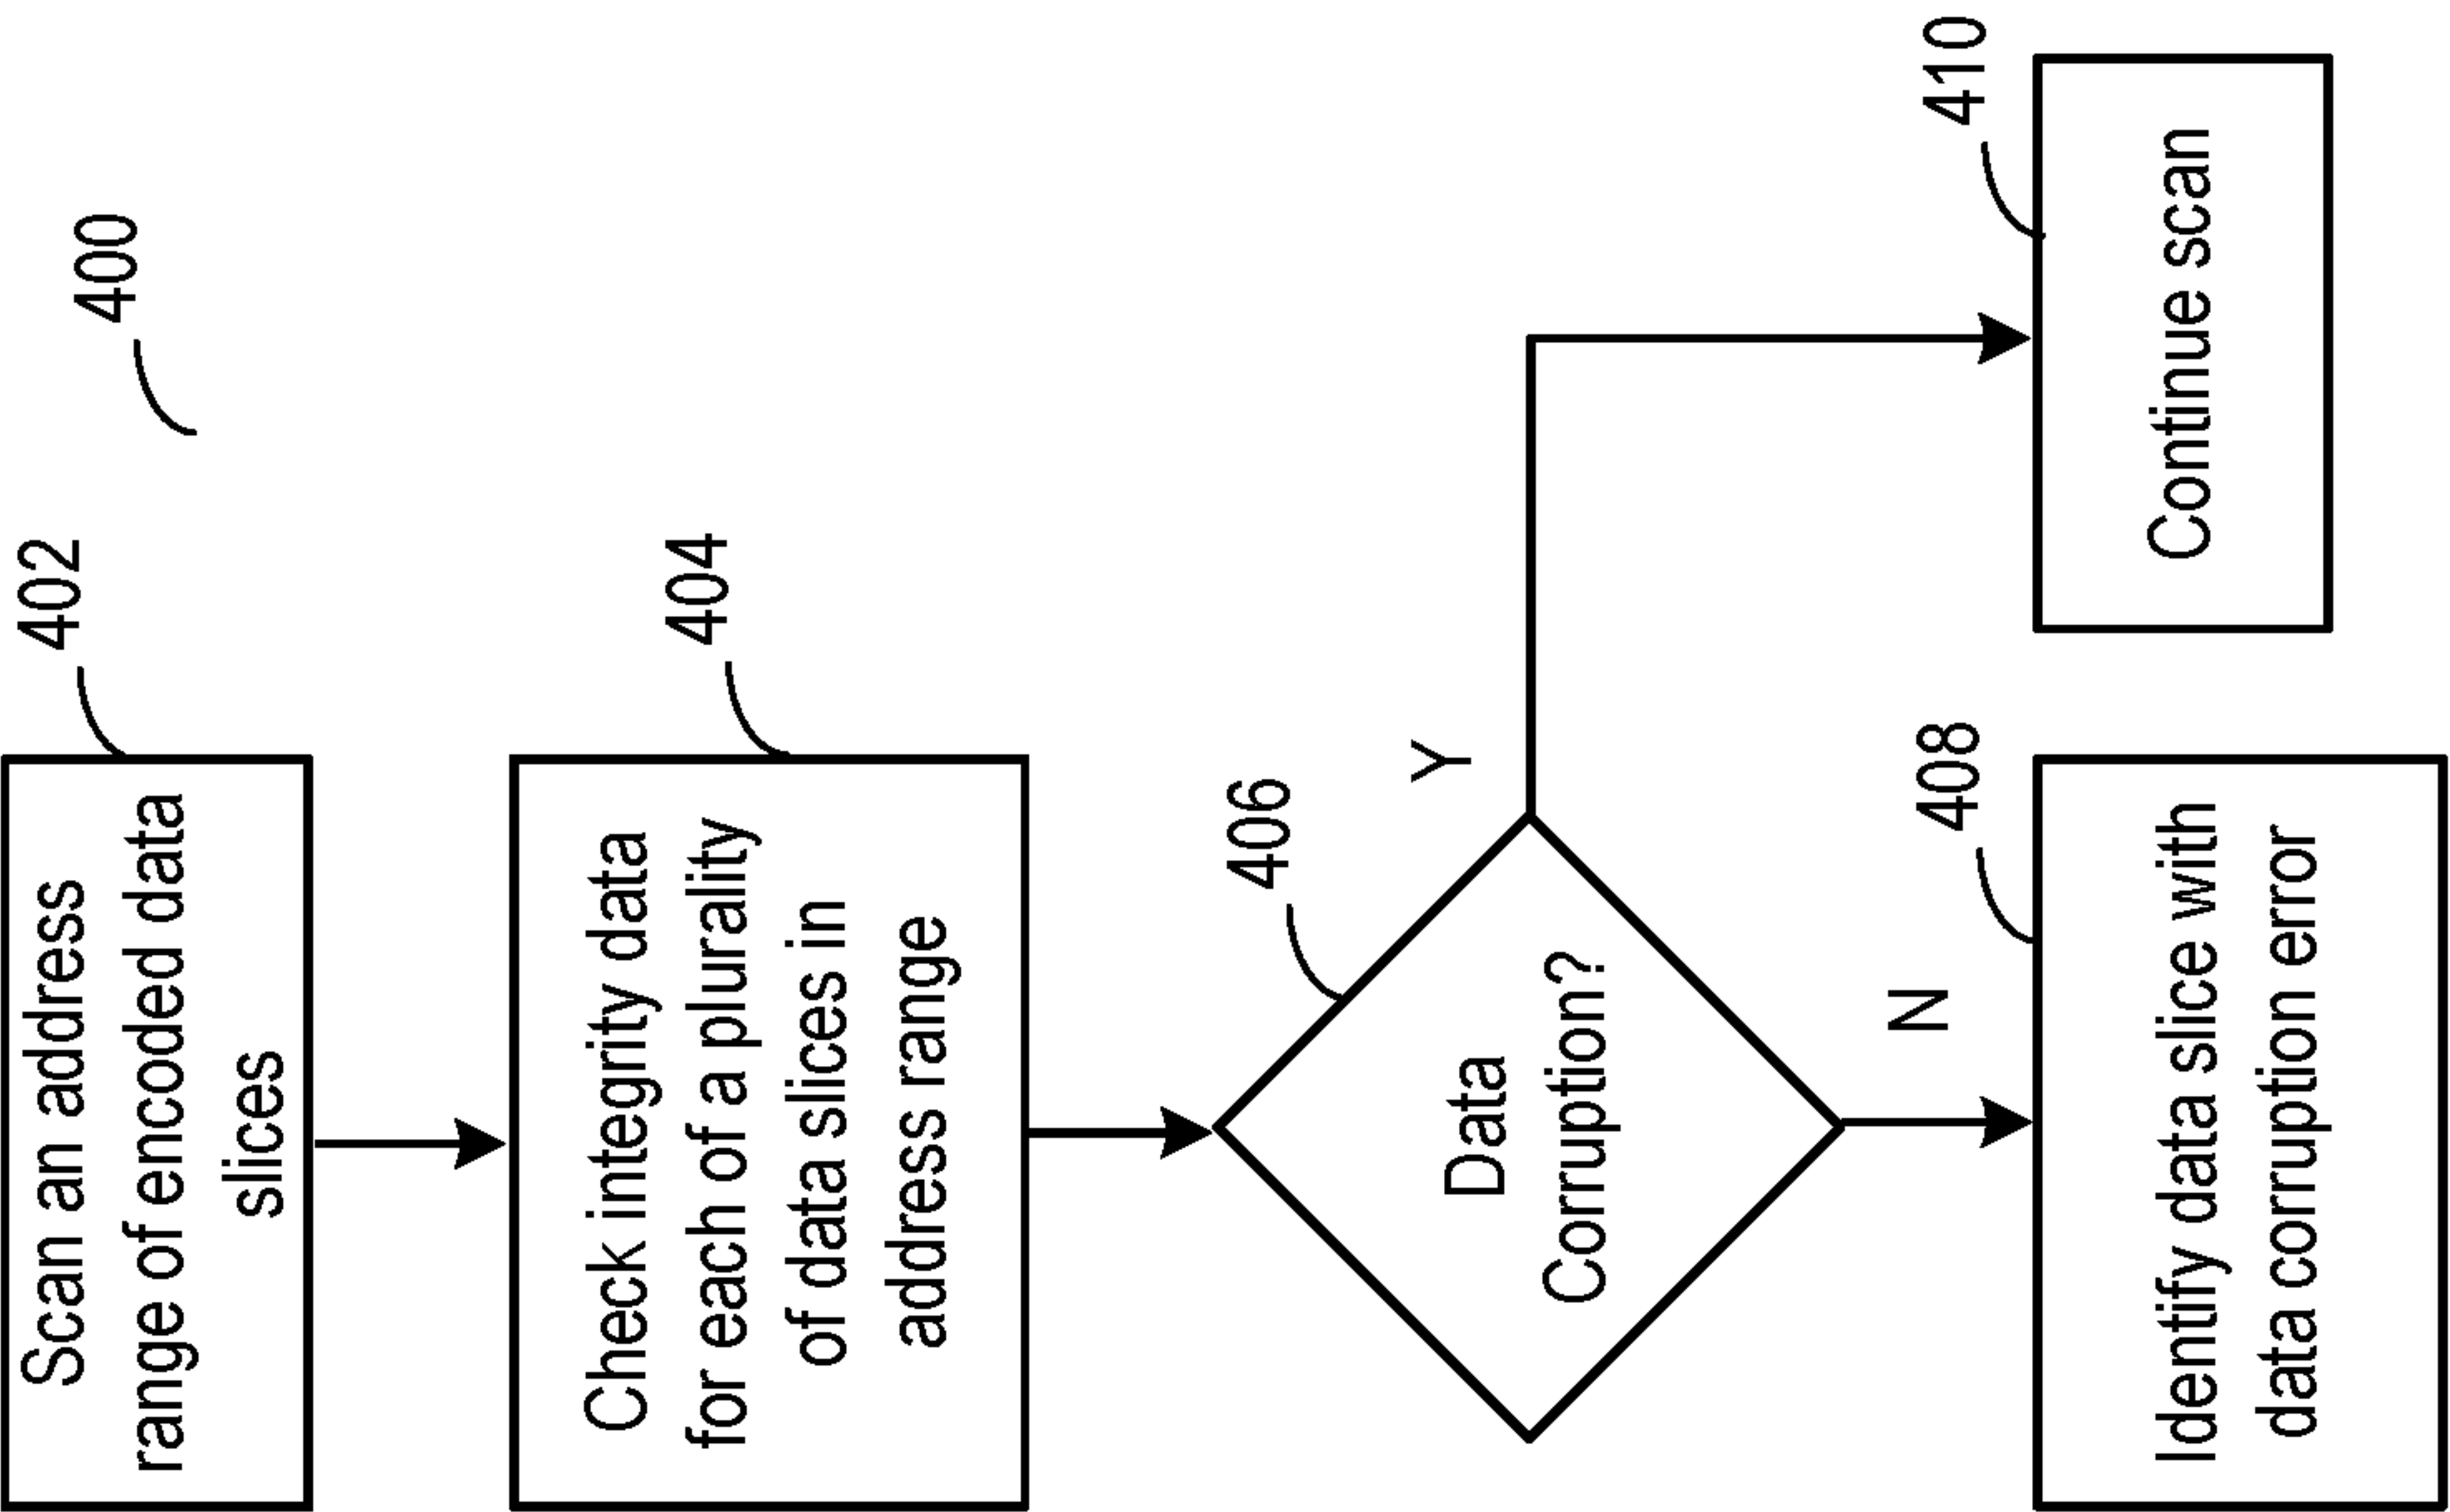 400
402
Scan an address
range of encoded data
slices
404
Check integrity data
for each of a plurality
of data slices in
address range
406
Data
Corruption?
Y
N
408
Identify data slice with
data corruption error
410
Continue scan